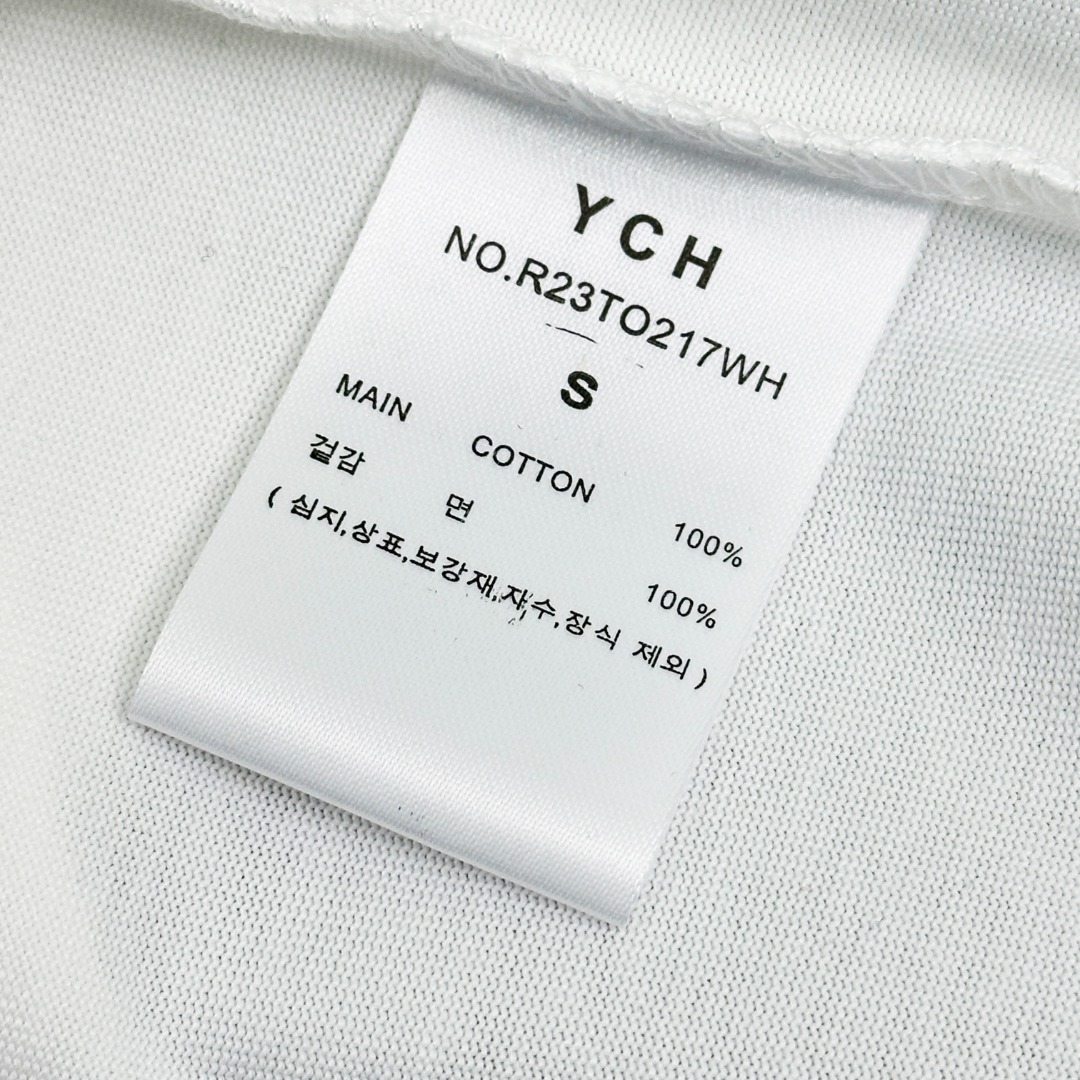 YCH
NO.R23TO217WH
S
MAIN COTTON 100%
겉감 면 100%
( 심지,상표,보강재,자수,장식 제외 )